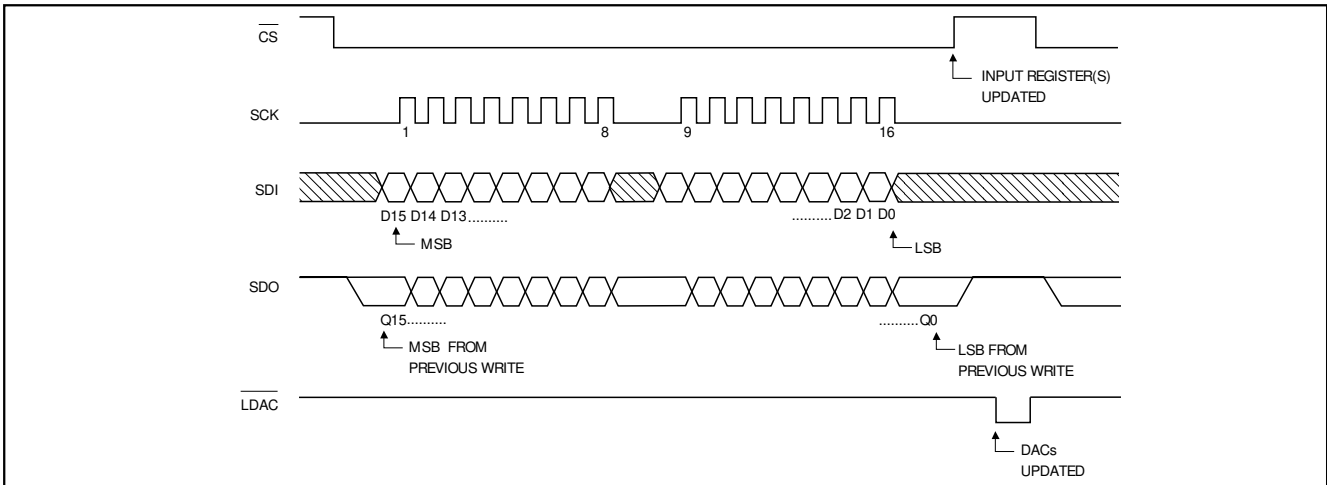 CS
INPUT REGISTER(S)
UPDATED
SCK
1 8 9 16
SDI
D15 D14 D13.......... ..........D2 D1 D0
MSB LSB
SDO
Q15.......... ..........Q0
MSB FROM
PREVIOUS WRITE
LSB FROM
PREVIOUS WRITE
LDAC
DACs
UPDATED